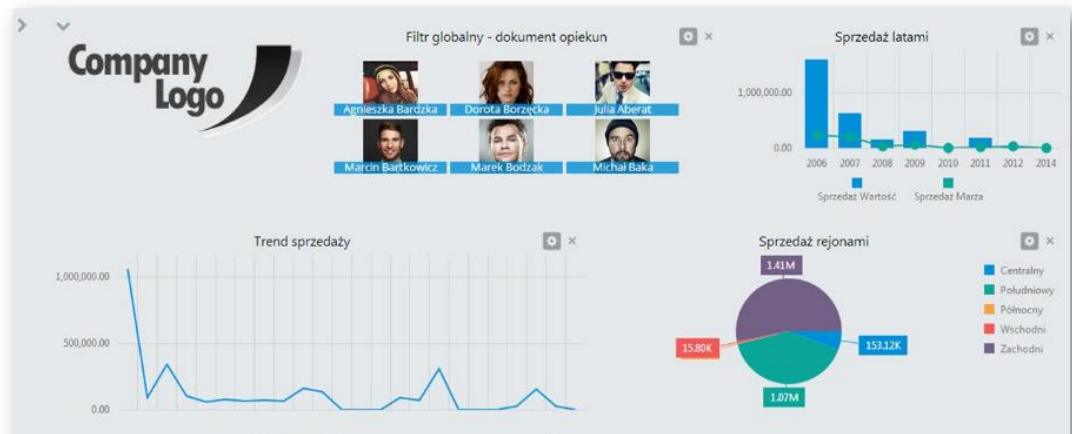 Company
Logo
Filtr globalny - dokument opiekun
Agnieszka Bardzka
Dorota Borzęcka
Julia Aberat
Marcin Bartkowicz
Marek Bodzak
Michał Baka
Sprzedaż latami
1,000,000.00
0.00
2006 2007 2008 2009 2010 2011 2012 2014
Sprzedaż Wartość
Sprzedaż Marża
Trend sprzedaży
1,000,000.00
500,000.00
0.00
Sprzedaż rejonami
1.41M
15.80K
153.12K
1.07M
Centralny
Południowy
Północny
Wschodni
Zachodni